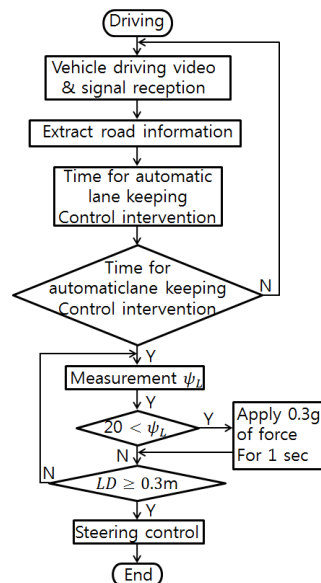 Driving
Vehicle driving video
& signal reception
Extract road information
Time for automatic
lane keeping
Control intervention
Time for
automaticlane keeping
Control intervention
N
Y
Measurement ψ_L
Y
20 < ψ_L
Y
Apply 0.3g
of force
For 1 sec
N
LD ≥ 0.3m
N
Y
Steering control
End